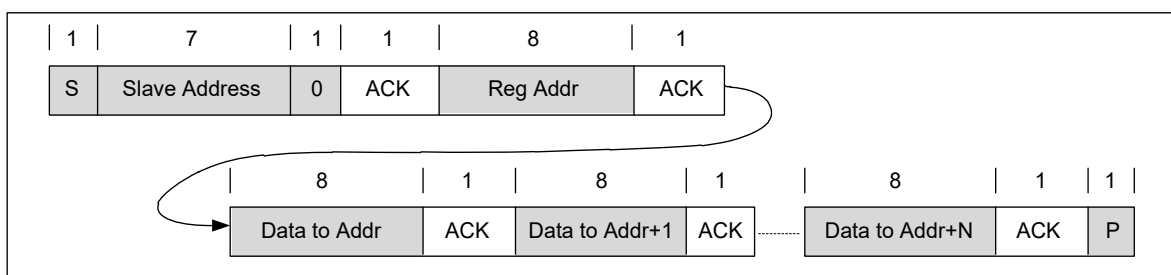 1 7 1 1 8 1
S Slave Address 0 ACK Reg Addr ACK
8 1 8 1 8 1 1
Data to Addr ACK Data to Addr+1 ACK Data to Addr+N ACK P